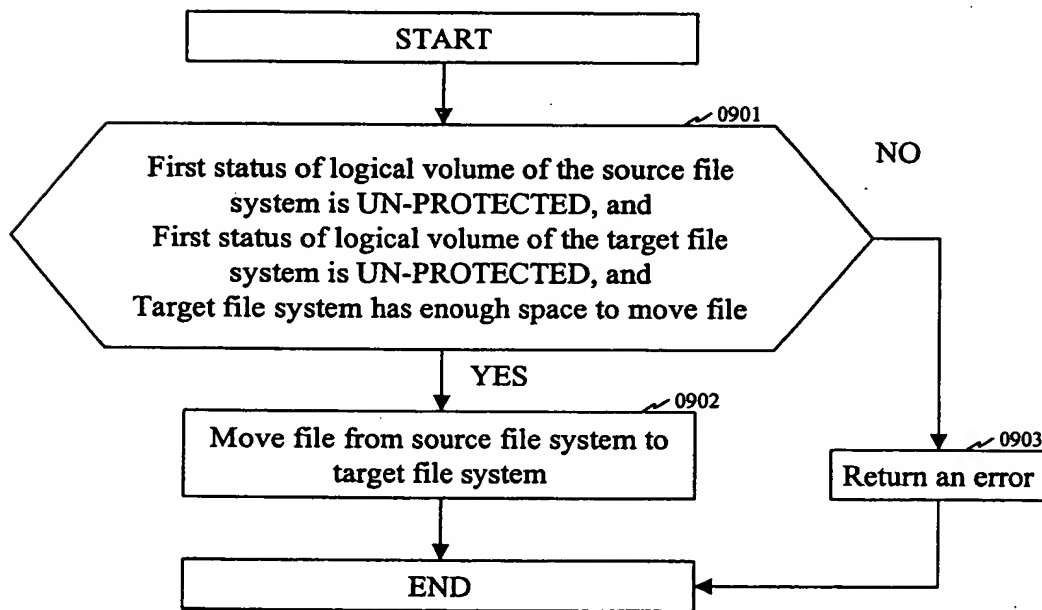 START
0901
First status of logical volume of the source file
system is UN-PROTECTED, and
First status of logical volume of the target file
system is UN-PROTECTED, and
Target file system has enough space to move file
NO
YES
0902
Move file from source file system to
target file system
0903
Return an error
END